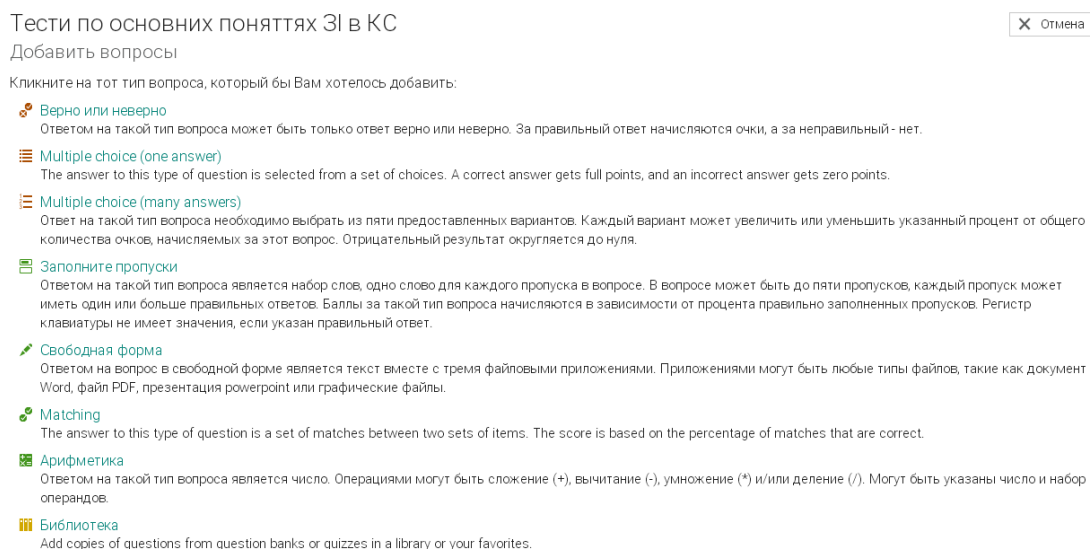 Тести по основних поняттях ЗІ в КС
Отмена
Добавить вопросы
Кликните на тот тип вопроса, который бы Вам хотелось добавить:
Верно или неверно
Ответом на такой тип вопроса может быть только ответ верно или неверно. За правильный ответ начисляются очки, а за неправильный - нет.
Multiple choice (one answer)
The answer to this type of question is selected from a set of choices. A correct answer gets full points, and an incorrect answer gets zero points.
Multiple choice (many answers)
Ответ на такой тип вопроса необходимо выбрать из пяти предоставленных вариантов. Каждый вариант может увеличить или уменьшить указанный процент от общего
количества очков, начисляемых за этот вопрос. Отрицательный результат округляется до нуля.
Заполните пропуски
Ответом на такой тип вопроса является набор слов, одно слово для каждого пропуска в вопросе. В вопросе может быть до пяти пропусков, каждый пропуск может
иметь один или больше правильных ответов. Баллы за такой тип вопроса начисляются в зависимости от процента правильно заполненных пропусков. Регистр
клавиатуры не имеет значения, если указан правильный ответ.
Свободная форма
Ответом на вопрос в свободной форме является текст вместе с тремя файловыми приложениями. Приложениями могут быть любые типы файлов, такие как документ
Word, файл PDF, презентация powerpoint или графические файлы.
Matching
The answer to this type of question is a set of matches between two sets of items. The score is based on the percentage of matches that are correct.
Арифметика
Ответом на такой тип вопроса является число. Операциями могут быть сложение (+), вычитание (-), умножение (*) и/или деление (/). Могут быть указаны число и набор
операндов.
Библиотека
Add copies of questions from question banks or quizzes in a library or your favorites.